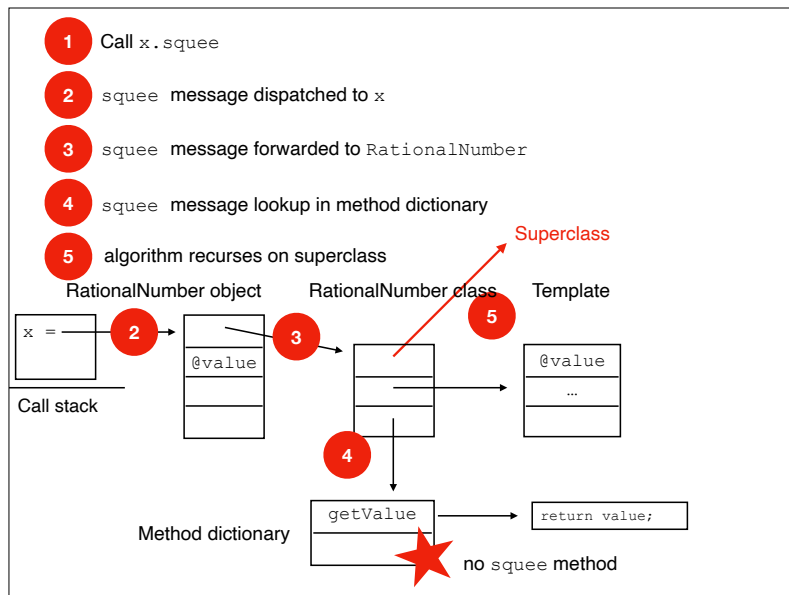 1 Call x.squee
2 squee message dispatched to x
3 squee message forwarded to RationalNumber
4 squee message lookup in method dictionary
5 algorithm recurses on superclass
Superclass
RationalNumber object
RationalNumber class
Template
x =
2
3
5
@value
@value
…
Call stack
4
getValue
return value;
Method dictionary
no squee method